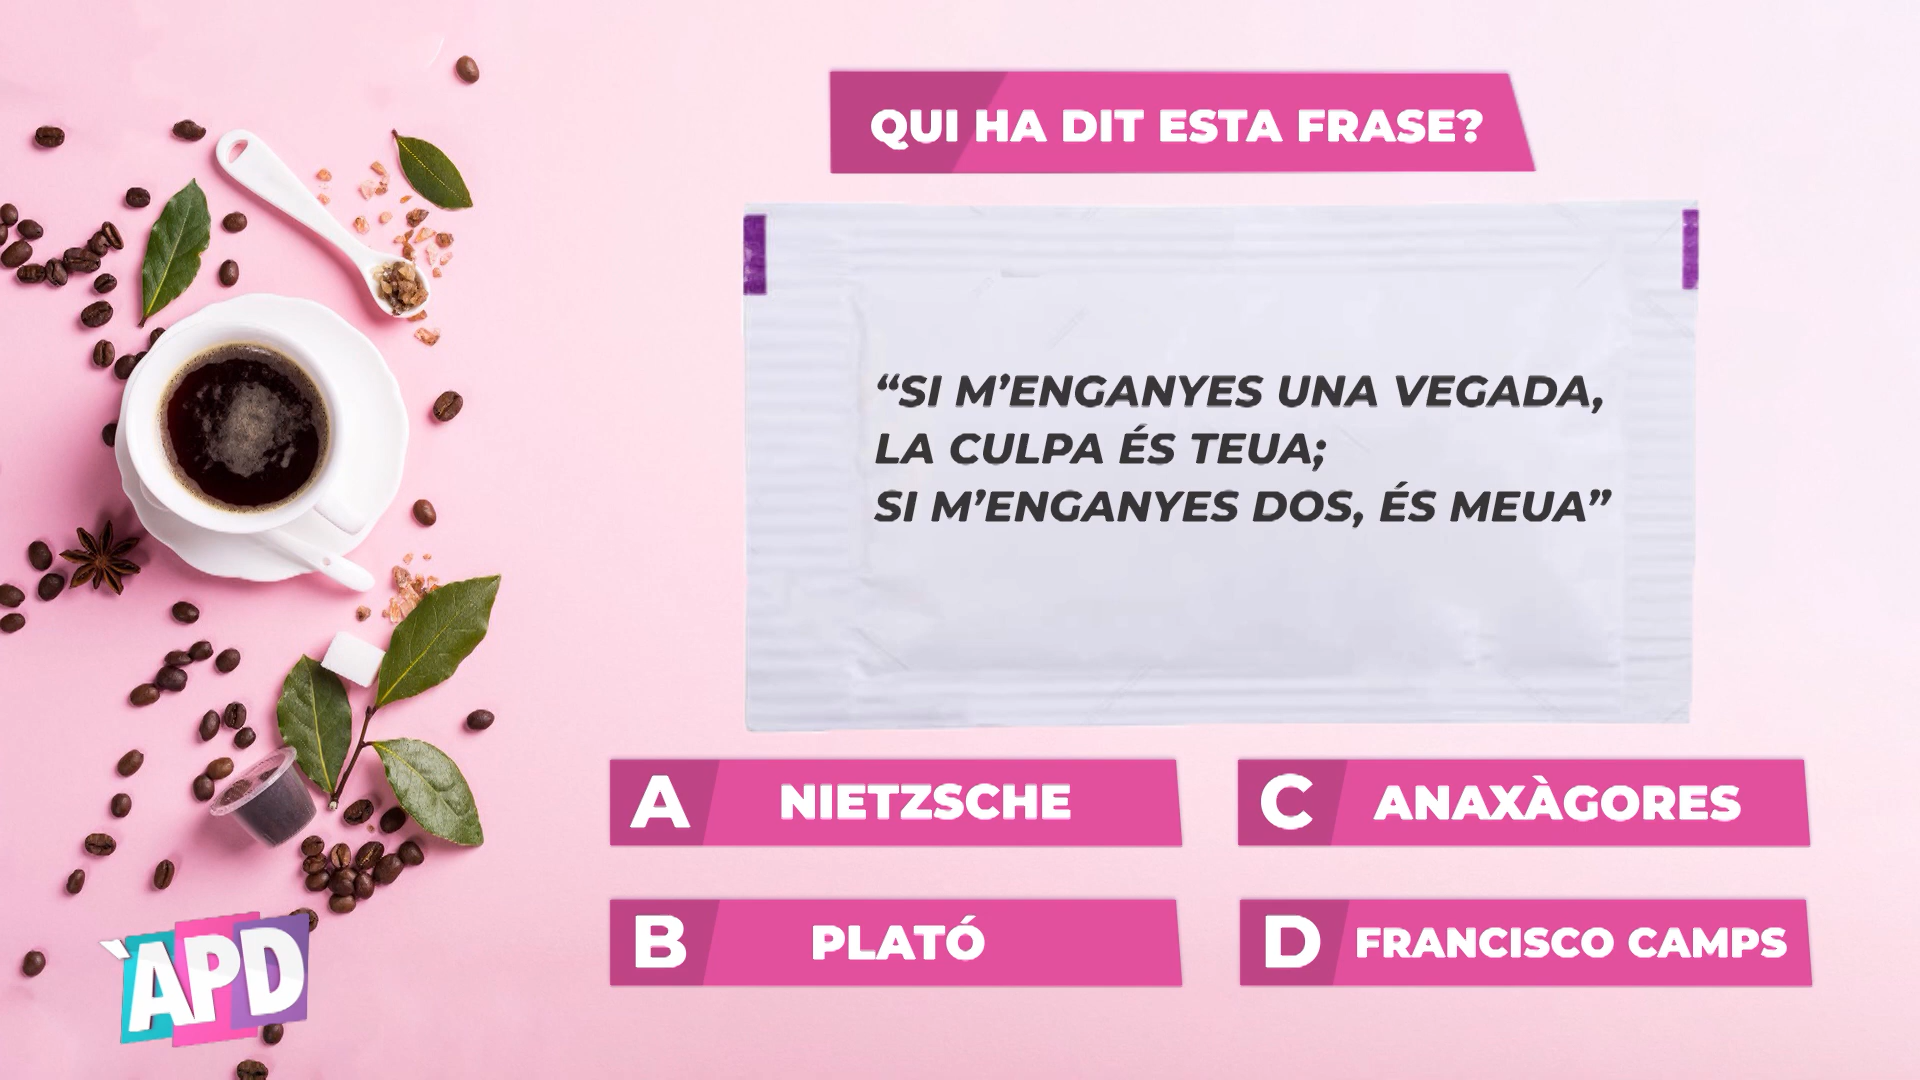 QUI HA DIT ESTA FRASE?
“SI M’ENGANYES UNA VEGADA,
LA CULPA ÉS TEUA;
SI M’ENGANYES DOS, ÉS MEUA”
A NIETZSCHE
B PLATÓ
C ANAXÀGORES
D FRANCISCO CAMPS
`ÀPD